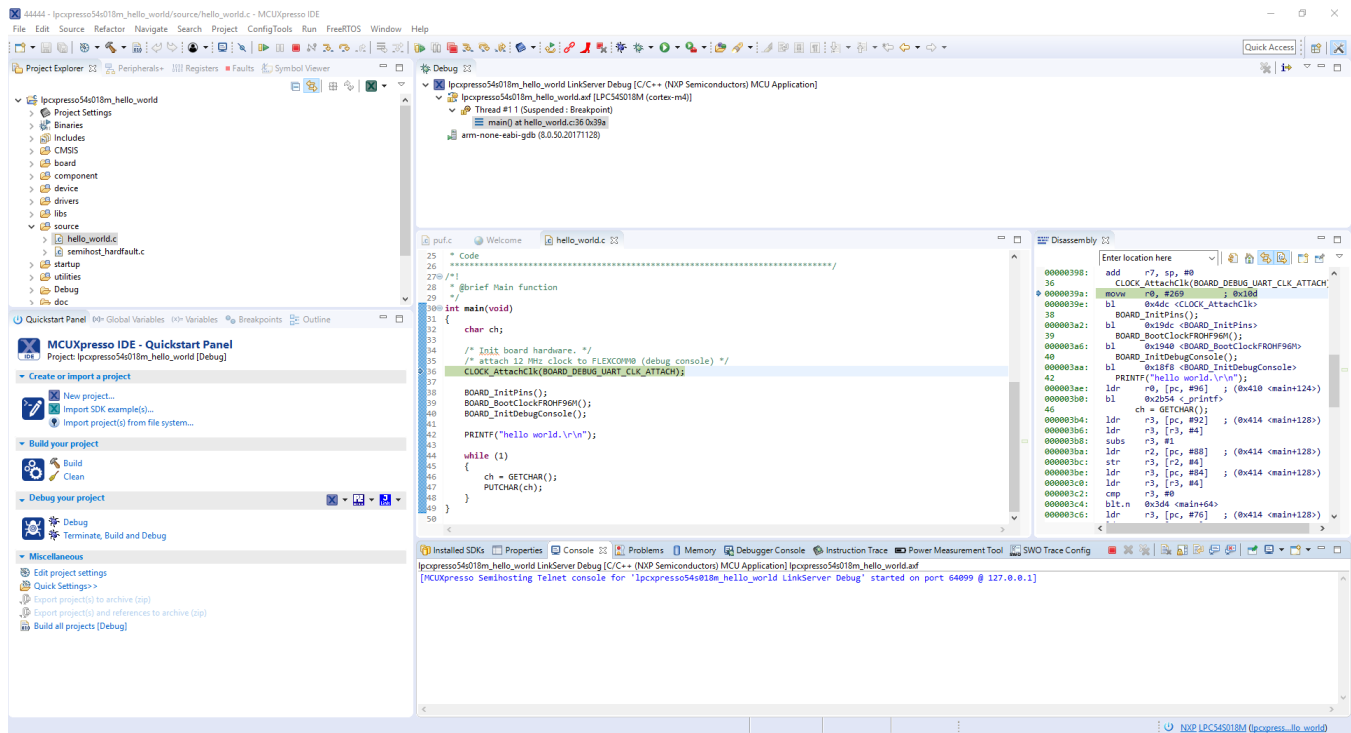 44444 - lpcxpresso54s018m_hello_world/source/hello_world.c - MCUXpresso IDE
File Edit Source Refactor Navigate Search Project ConfigTools Run FreeRTOS Window Help
Quick Access
Project Explorer Peripherals+ Registers Faults Symbol Viewer
lpcxpresso54s018m_hello_world
Project Settings
Binaries
Includes
CMSIS
board
component
device
drivers
libs
source
hello_world.c
semihost_hardfault.c
startup
utilities
Debug
doc
Debug
lpcxpresso54s018m_hello_world LinkServer Debug [C/C++ (NXP Semiconductors) MCU Application]
lpcxpresso54s018m_hello_world.axf [LPC54S018M (cortex-m4)]
Thread #1 1 (Suspended : Breakpoint)
main() at hello_world.c:36 0x39a
arm-none-eabi-gdb (8.0.50.20171128)
Quickstart Panel Global Variables Variables Breakpoints Outline
MCUXpresso IDE - Quickstart Panel
IDE Project: lpcxpresso54s018m_hello_world [Debug]
Create or import a project
New project...
Import SDK example(s)...
Import project(s) from file system...
Build your project
Build
Clean
Debug your project
Debug
Terminate, Build and Debug
Miscellaneous
Edit project settings
Quick Settings>>
Export project(s) to archive (zip)
Export project(s) and references to archive (zip)
Build all projects [Debug]
puf.c Welcome hello_world.c
25 * Code
26 ******************************************************************************/
27 /*!
28 * @brief Main function
29 */
30 int main(void)
31 {
32 char ch;
33
34 /* Init board hardware. */
35 /* attach 12 MHz clock to FLEXCOMM0 (debug console) */
36 CLOCK_AttachClk(BOARD_DEBUG_UART_CLK_ATTACH);
37
38 BOARD_InitPins();
39 BOARD_BootClockFROHF96M();
40 BOARD_InitDebugConsole();
41
42 PRINTF("hello world.\r\n");
43
44 while (1)
45 {
46 ch = GETCHAR();
47 PUTCHAR(ch);
48 }
49 }
50
Disassembly
Enter location here
00000398: add r7, sp, #0
36 CLOCK_AttachClk(BOARD_DEBUG_UART_CLK_ATTACH
0000039a: movw r0, #269 ; 0x10d
0000039e: bl 0x4dc <CLOCK_AttachClk>
38 BOARD_InitPins();
000003a2: bl 0x19dc <BOARD_InitPins>
39 BOARD_BootClockFROHF96M();
000003a6: bl 0x1940 <BOARD_BootClockFROHF96M>
40 BOARD_InitDebugConsole();
000003aa: bl 0x18f8 <BOARD_InitDebugConsole>
42 PRINTF("hello world.\r\n");
000003ae: ldr r0, [pc, #96] ; (0x410 <main+124>)
000003b0: bl 0x2b54 <_printf>
46 ch = GETCHAR();
000003b4: ldr r3, [pc, #92] ; (0x414 <main+128>)
000003b6: ldr r3, [r3, #4]
000003b8: subs r3, #1
000003ba: ldr r2, [pc, #88] ; (0x414 <main+128>)
000003bc: str r3, [r2, #4]
000003be: ldr r3, [pc, #84] ; (0x414 <main+128>)
000003c0: ldr r3, [r3, #4]
000003c2: cmp r3, #0
000003c4: blt.n 0x3d4 <main+64>
000003c6: ldr r3, [pc, #76] ; (0x414 <main+128>)
Installed SDKs Properties Console Problems Memory Debugger Console Instruction Trace Power Measurement Tool SWO Trace Config
lpcxpresso54s018m_hello_world LinkServer Debug [C/C++ (NXP Semiconductors) MCU Application] lpcxpresso54s018m_hello_world.axf
[MCUXpresso Semihosting Telnet console for 'lpcxpresso54s018m_hello_world LinkServer Debug' started on port 64099 @ 127.0.0.1]
NXP LPC54S018M (lpcxpress...llo_world)